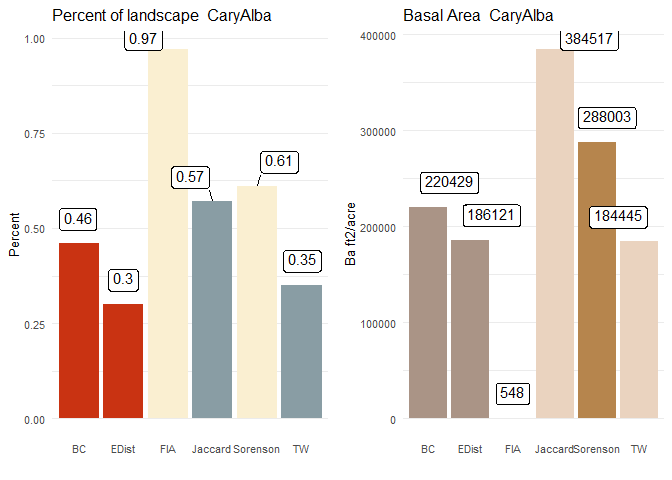 Percent of landscape  CaryAlba
1.00
0.75
0.50
0.25
0.00
Percent
0.97
0.57
0.61
0.46
0.3
0.35
BC
EDist
FIA
Jaccard
Sorenson
TW
Basal Area  CaryAlba
400000
300000
200000
100000
0
Ba ft2/acre
384517
288003
220429
186121
184445
548
BC
EDist
FIA
Jaccard
Sorenson
TW